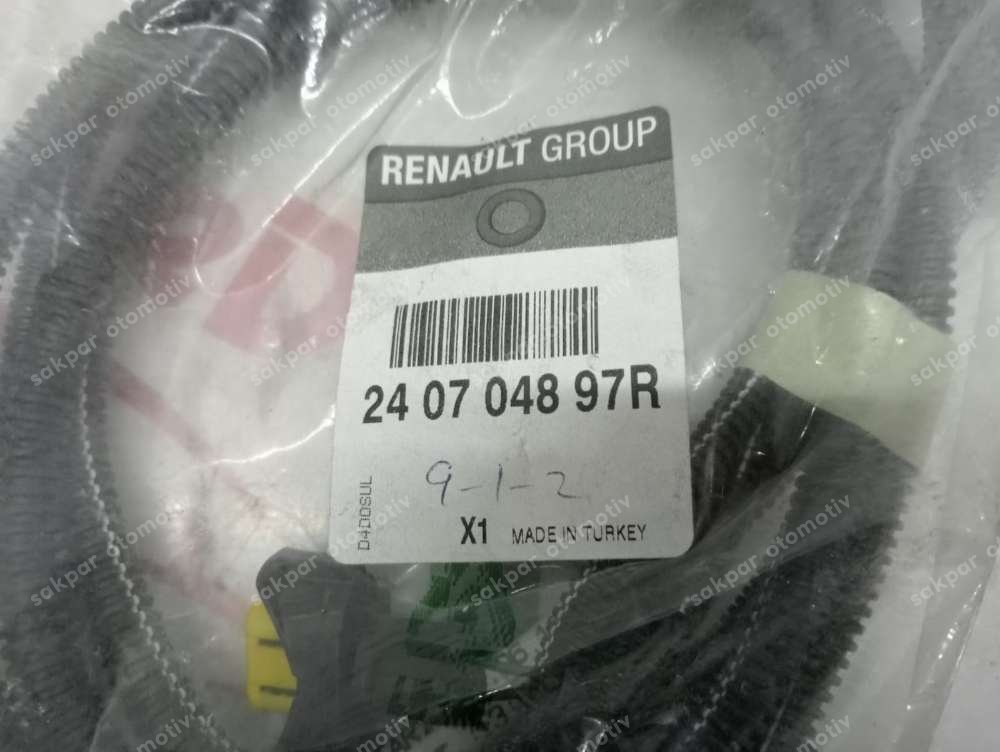 RENAULT GROUP
24 07 048 97R
9-1-2
D4D0SUL
X1 MADE IN TURKEY
sakpar otomotiv